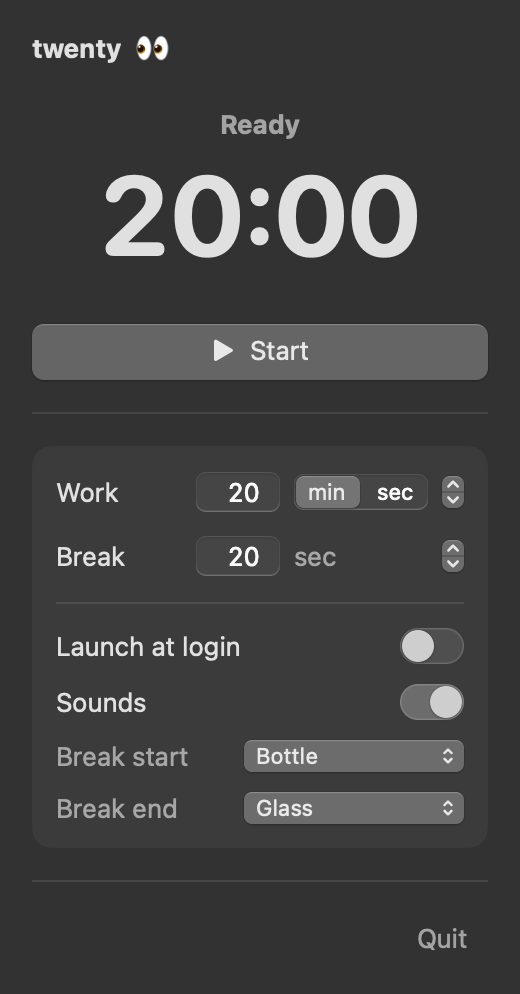 twenty 👀
Ready
20:00
Start
Work 20 min sec
Break 20 sec
Launch at login
Sounds
Break start Bottle
Break end Glass
Quit